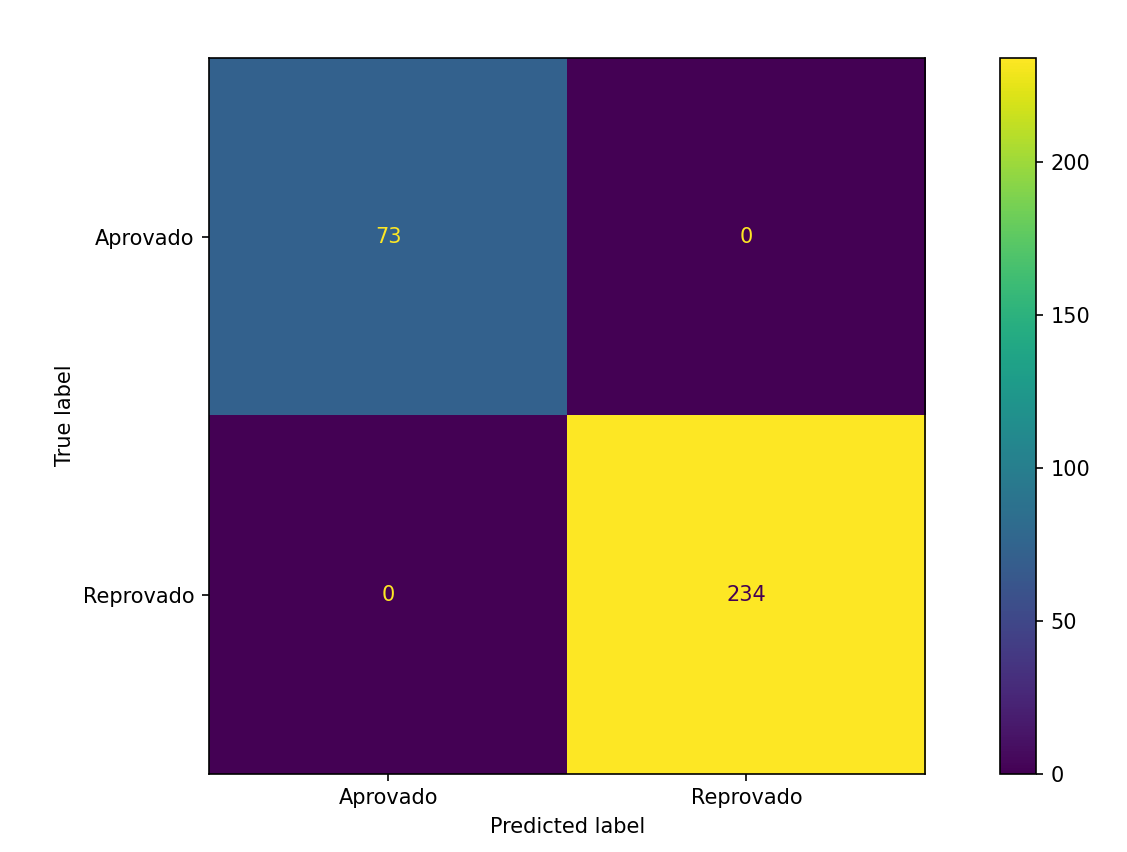 True label
Aprovado
Reprovado
73
0
0
234
Aprovado
Reprovado
Predicted label
200
150
100
50
0